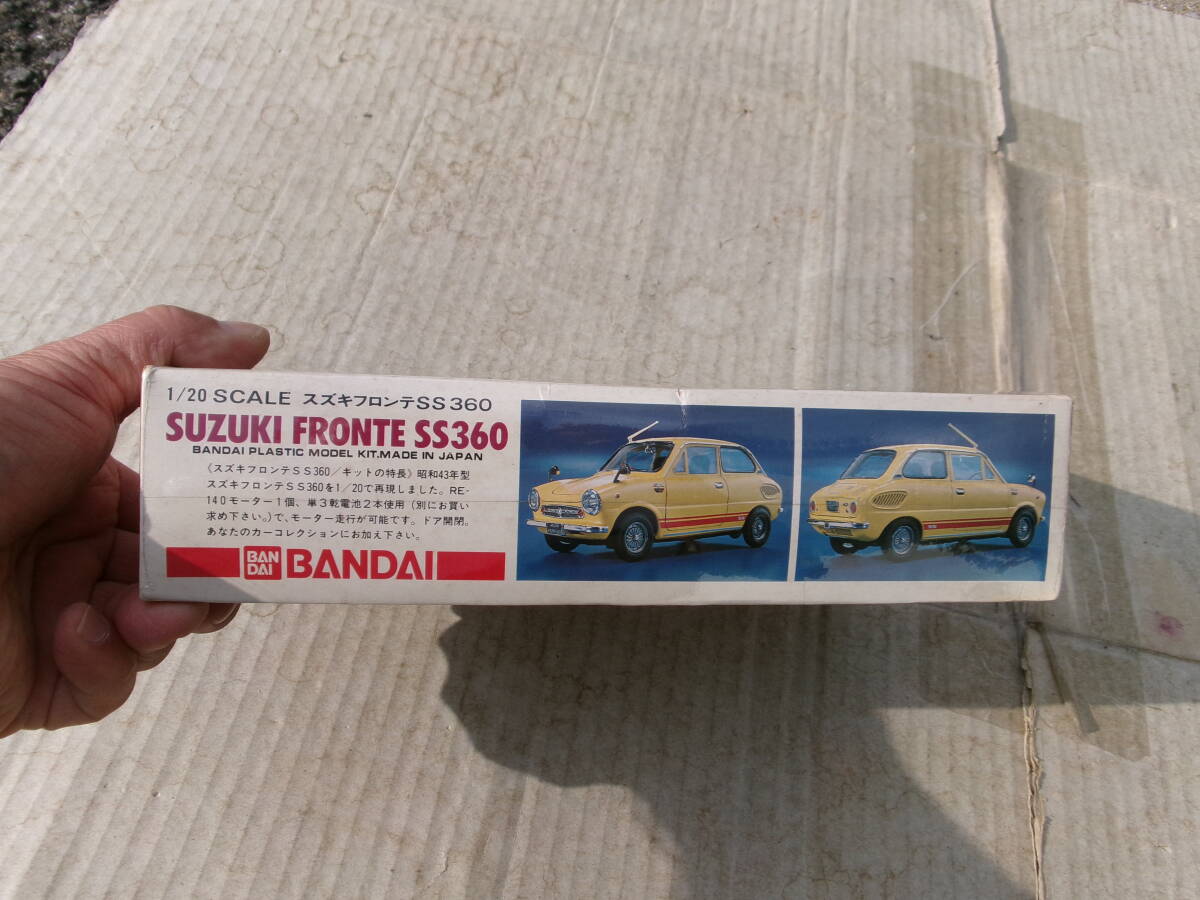 1/20 SCALE スズキフロンテSS360
SUZUKI FRONTE SS360
BANDAI PLASTIC MODEL KIT.MADE IN JAPAN
《スズキフロンテSS360/キットの特長》昭和43年型
スズキフロンテSS360を1/20で再現しました。RE-
140モーター1個、単3乾電池2本使用(別にお買い
求め下さい。)で、モーター走行が可能です。ドア開閉。
あなたのカーコレクションにお加え下さい。
BAN
DAI
BANDAI